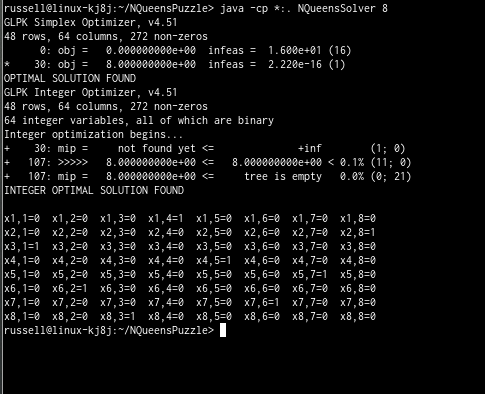 russell@linux-kj8j:~/NQueensPuzzle> java -cp *:. NQueensSolver 8
GLPK Simplex Optimizer, v4.51
48 rows, 64 columns, 272 non-zeros
      0: obj =   0.000000000e+00  infeas =  1.600e+01 (16)
*    30: obj =   8.000000000e+00  infeas =  2.220e-16 (1)
OPTIMAL SOLUTION FOUND
GLPK Integer Optimizer, v4.51
48 rows, 64 columns, 272 non-zeros
64 integer variables, all of which are binary
Integer optimization begins...
+    30: mip =     not found yet <=              +inf        (1; 0)
+   107: >>>>>   8.000000000e+00 <=   8.000000000e+00 < 0.1% (11; 0)
+   107: mip =   8.000000000e+00 <=     tree is empty   0.0% (0; 21)
INTEGER OPTIMAL SOLUTION FOUND
x1,1=0  x1,2=0  x1,3=0  x1,4=1  x1,5=0  x1,6=0  x1,7=0  x1,8=0
x2,1=0  x2,2=0  x2,3=0  x2,4=0  x2,5=0  x2,6=0  x2,7=0  x2,8=1
x3,1=1  x3,2=0  x3,3=0  x3,4=0  x3,5=0  x3,6=0  x3,7=0  x3,8=0
x4,1=0  x4,2=0  x4,3=0  x4,4=0  x4,5=1  x4,6=0  x4,7=0  x4,8=0
x5,1=0  x5,2=0  x5,3=0  x5,4=0  x5,5=0  x5,6=0  x5,7=1  x5,8=0
x6,1=0  x6,2=1  x6,3=0  x6,4=0  x6,5=0  x6,6=0  x6,7=0  x6,8=0
x7,1=0  x7,2=0  x7,3=0  x7,4=0  x7,5=0  x7,6=1  x7,7=0  x7,8=0
x8,1=0  x8,2=0  x8,3=1  x8,4=0  x8,5=0  x8,6=0  x8,7=0  x8,8=0
russell@linux-kj8j:~/NQueensPuzzle>